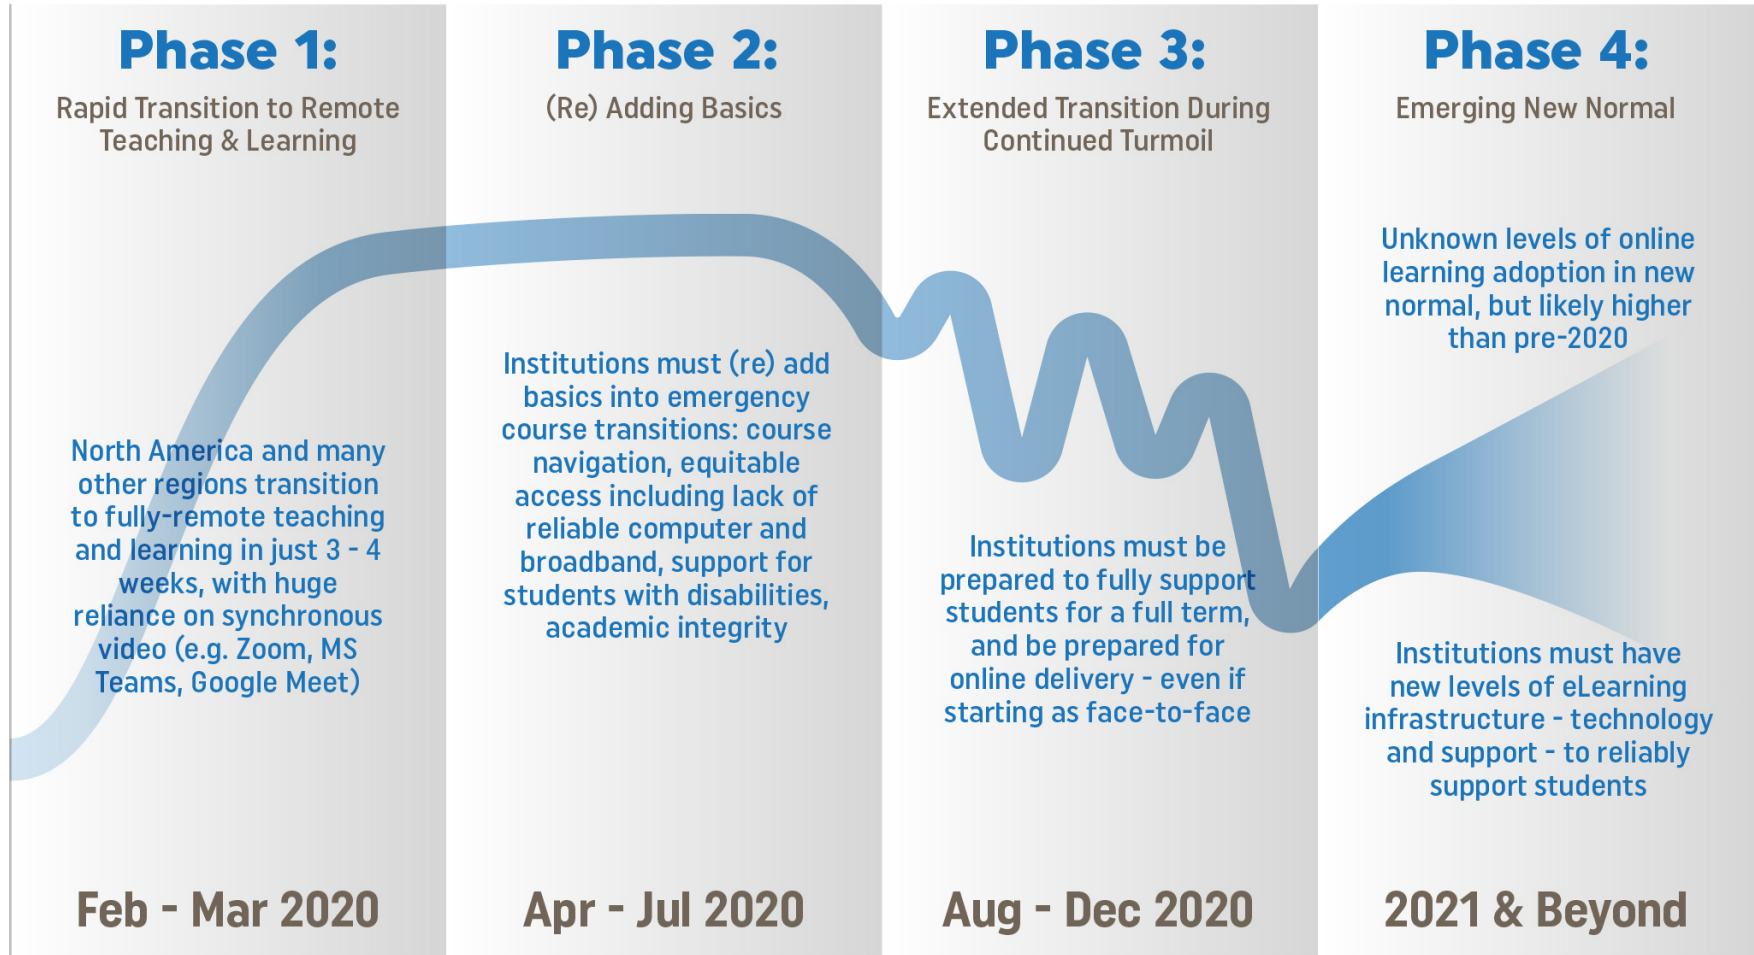 Phase 1:
Rapid Transition to Remote
Teaching & Learning
North America and many
other regions transition
to fully-remote teaching
and learning in just 3 - 4
weeks, with huge
reliance on synchronous
video (e.g. Zoom, MS
Teams, Google Meet)
Feb - Mar 2020
Phase 2:
(Re) Adding Basics
Institutions must (re) add
basics into emergency
course transitions: course
navigation, equitable
access including lack of
reliable computer and
broadband, support for
students with disabilities,
academic integrity
Apr - Jul 2020
Phase 3:
Extended Transition During
Continued Turmoil
Institutions must be
prepared to fully support
students for a full term,
and be prepared for
online delivery - even if
starting as face-to-face
Aug - Dec 2020
Phase 4:
Emerging New Normal
Unknown levels of online
learning adoption in new
normal, but likely higher
than pre-2020
Institutions must have
new levels of eLearning
infrastructure - technology
and support - to reliably
support students
2021 & Beyond